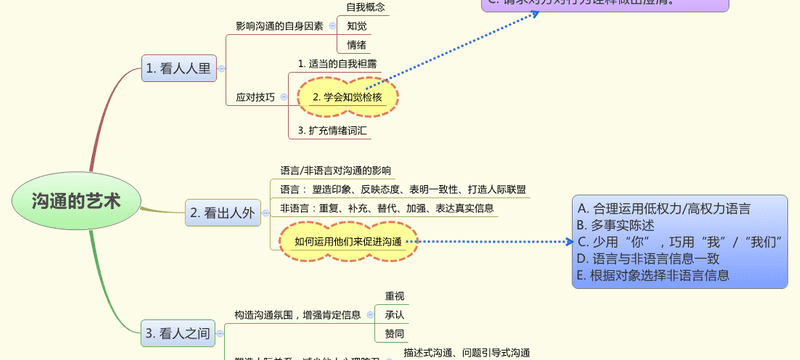 C. 请求对方对行为诠释做出澄清。
自我概念
影响沟通的自身因素
知觉
情绪
1. 看人人里
1. 适当的自我袒露
应对技巧
2. 学会知觉检核
3. 扩充情绪词汇
沟通的艺术
语言/非语言对沟通的影响
语言： 塑造印象、反映态度、表明一致性、打造人际联盟
2. 看出人外
非语言：重复、补充、替代、加强、表达真实信息
如何运用他们来促进沟通
A. 合理运用低权力/高权力语言
B. 多事实陈述
C. 少用“你”，巧用“我”/“我们”
D. 语言与非语言信息一致
E. 根据对象选择非语言信息
重视
构造沟通氛围，增强肯定信息
承认
3. 看人之间
赞同
描述式沟通、问题引导式沟通